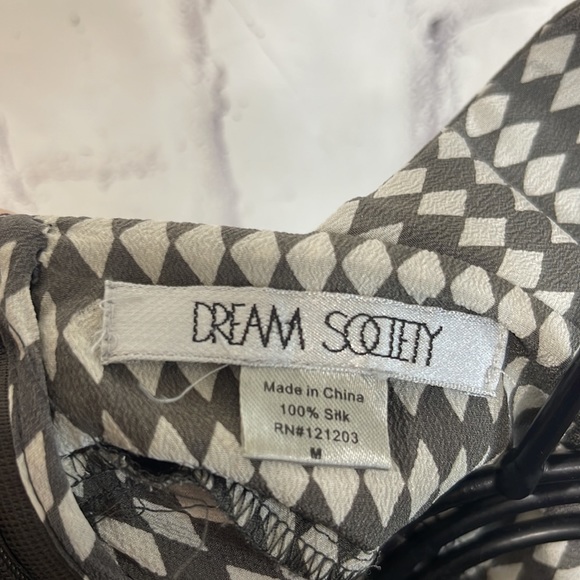 DREAM SOCIETY
Made in China
100% Silk
RN#121203
M